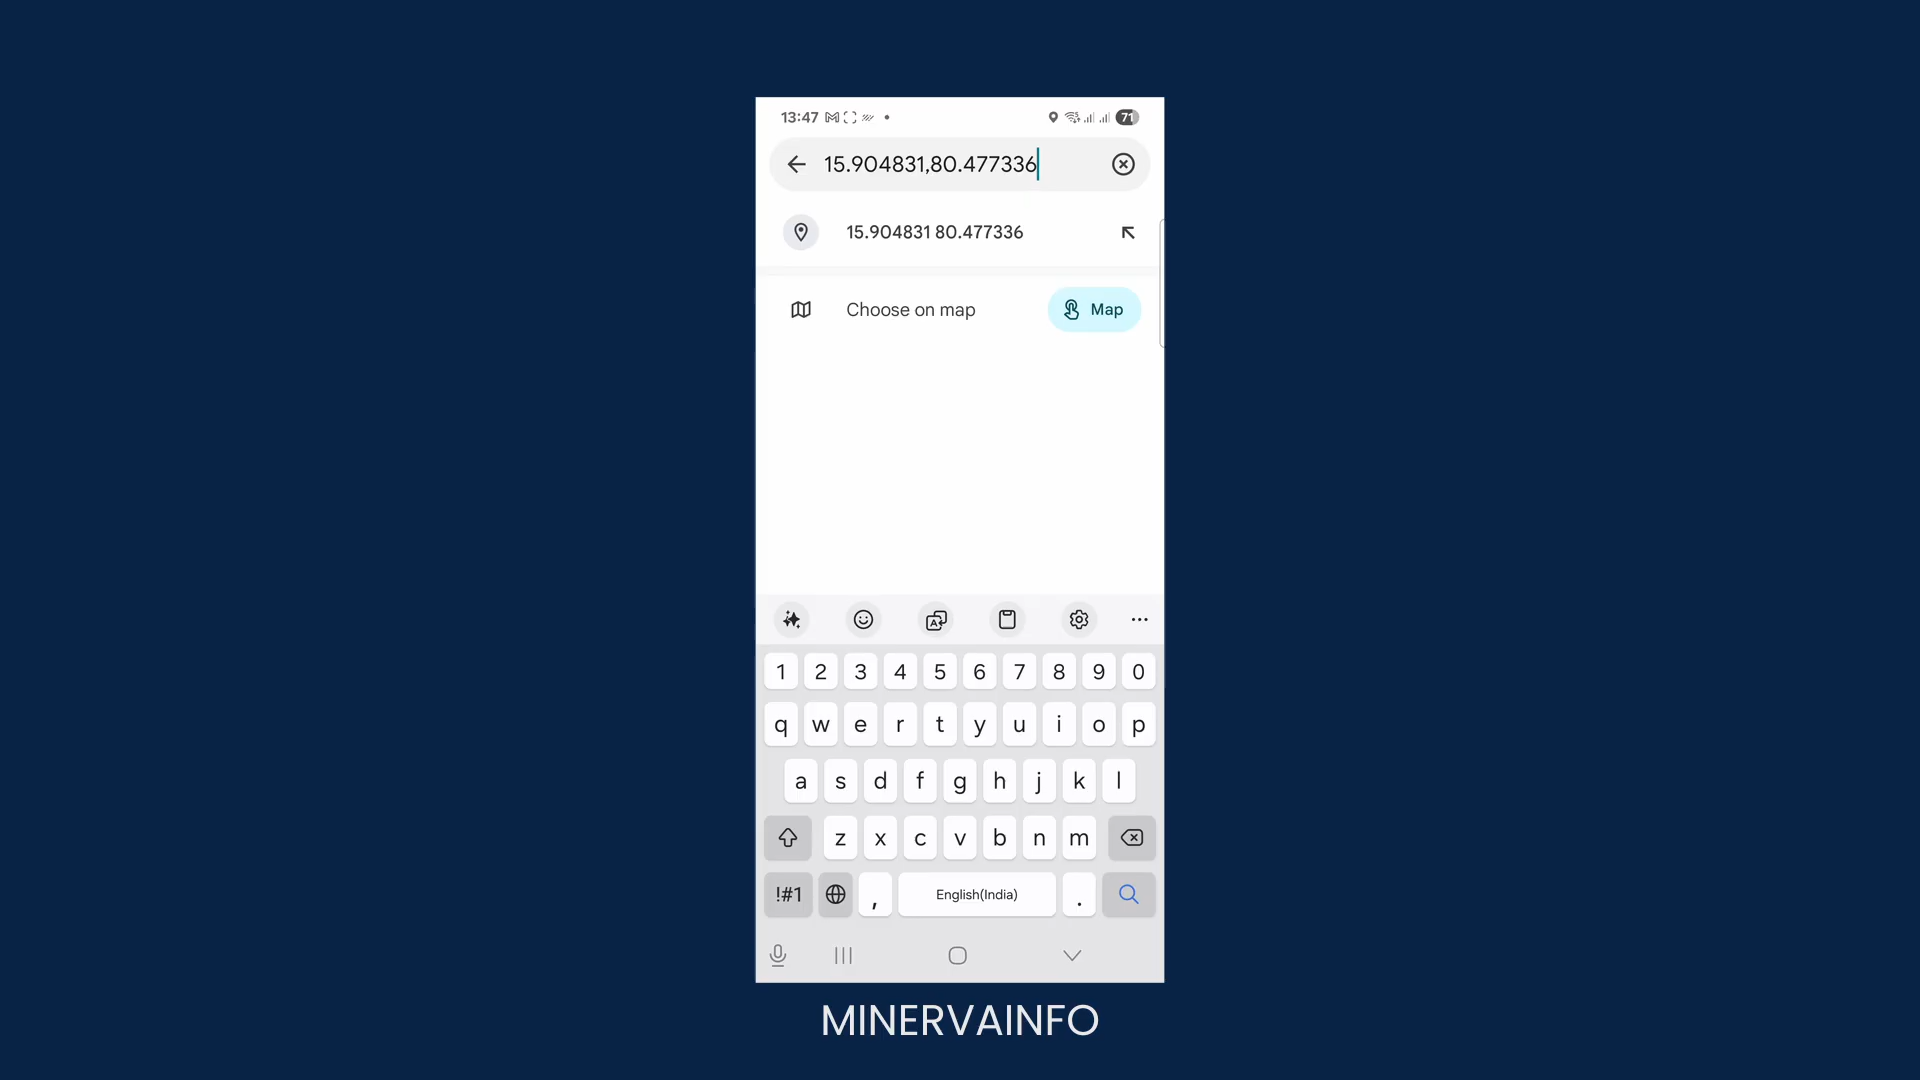 13:47 71
15.904831,80.477336
15.904831 80.477336
Choose on map Map
1 2 3 4 5 6 7 8 9 0
q w e r t y u i o p
a s d f g h j k l
z x c v b n m
!#1 , English(India) .
MINERVAINFO